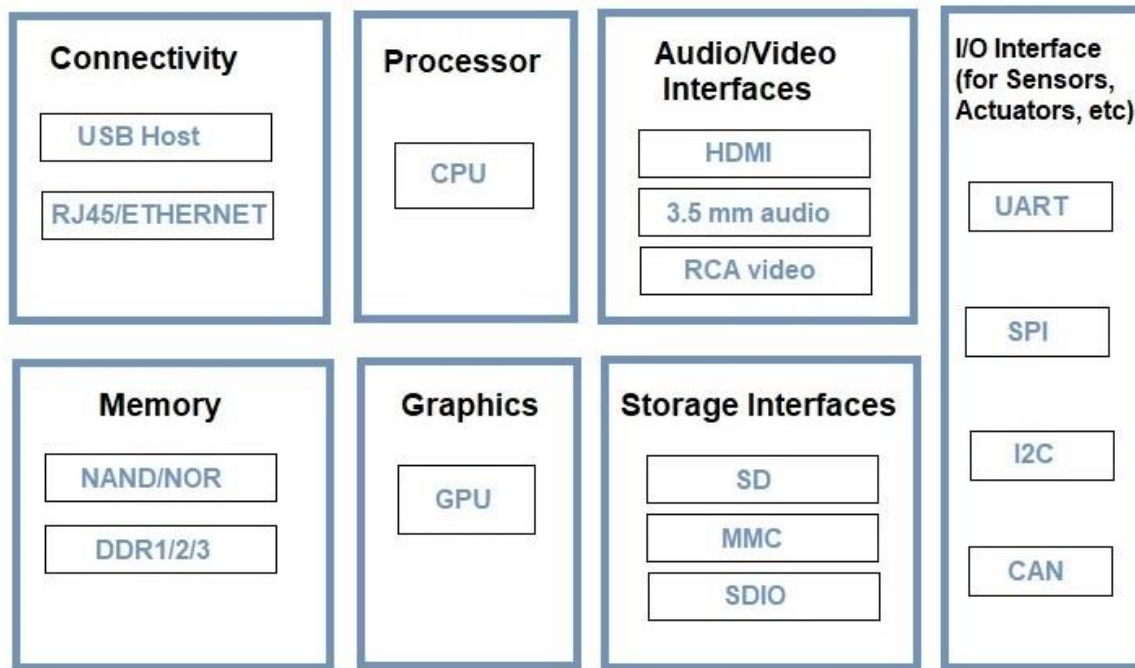 Connectivity
USB Host
RJ45/ETHERNET
Processor
CPU
Audio/Video
Interfaces
HDMI
3.5 mm audio
RCA video
I/O Interface
(for Sensors,
Actuators, etc)
UART
SPI
I2C
CAN
Memory
NAND/NOR
DDR1/2/3
Graphics
GPU
Storage Interfaces
SD
MMC
SDIO